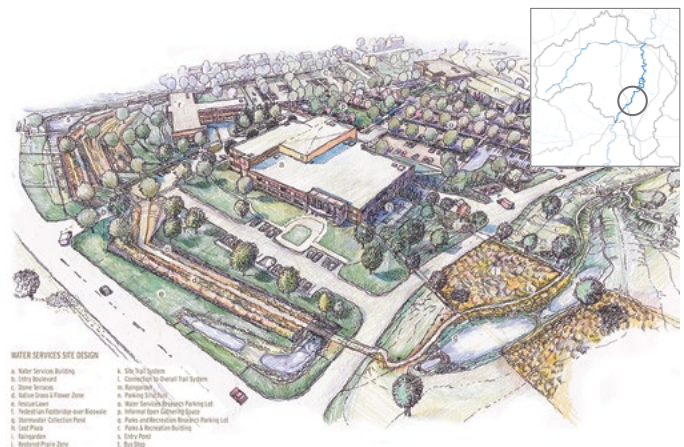 WATER SERVICES SITE DESIGN
a. Water Services Building
b. Entry Boulevard
c. Stone Terraces
d. Native Grass & Flower Zone
e. Fescue Lawn
f. Pedestrian Footbridge over Bioswale
g. Stormwater Collection Pond
h. East Plaza
i. Raingarden
j. Restored Prairie Zone
k. Site Trail System
l. Connection to Overall Trail System
m. Raingarden
n. Parking
o. Water Services Research Parking Lot
p. Informal Open Gathering Space
q. Parks and Recreation Research Parking Lot
r. Parks & Recreation Building
s. Entry Pond
t. Bus Stop